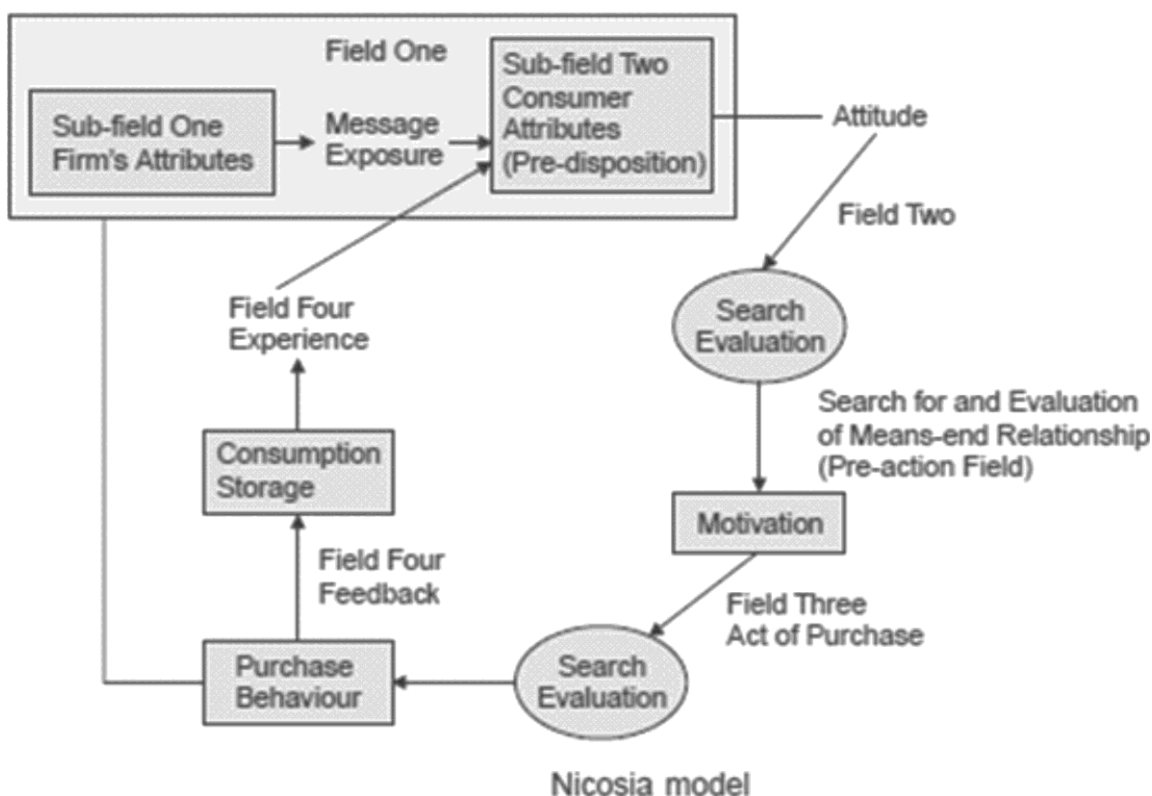 Field One
Sub-field One
Firm's Attributes
Message
Exposure
Sub-field Two
Consumer
Attributes
(Pre-disposition)
Attitude
Field Two
Search
Evaluation
Search for and Evaluation
of Means-end Relationship
(Pre-action Field)
Motivation
Field Three
Act of Purchase
Search
Evaluation
Purchase
Behaviour
Field Four
Feedback
Consumption
Storage
Field Four
Experience
Nicosia model